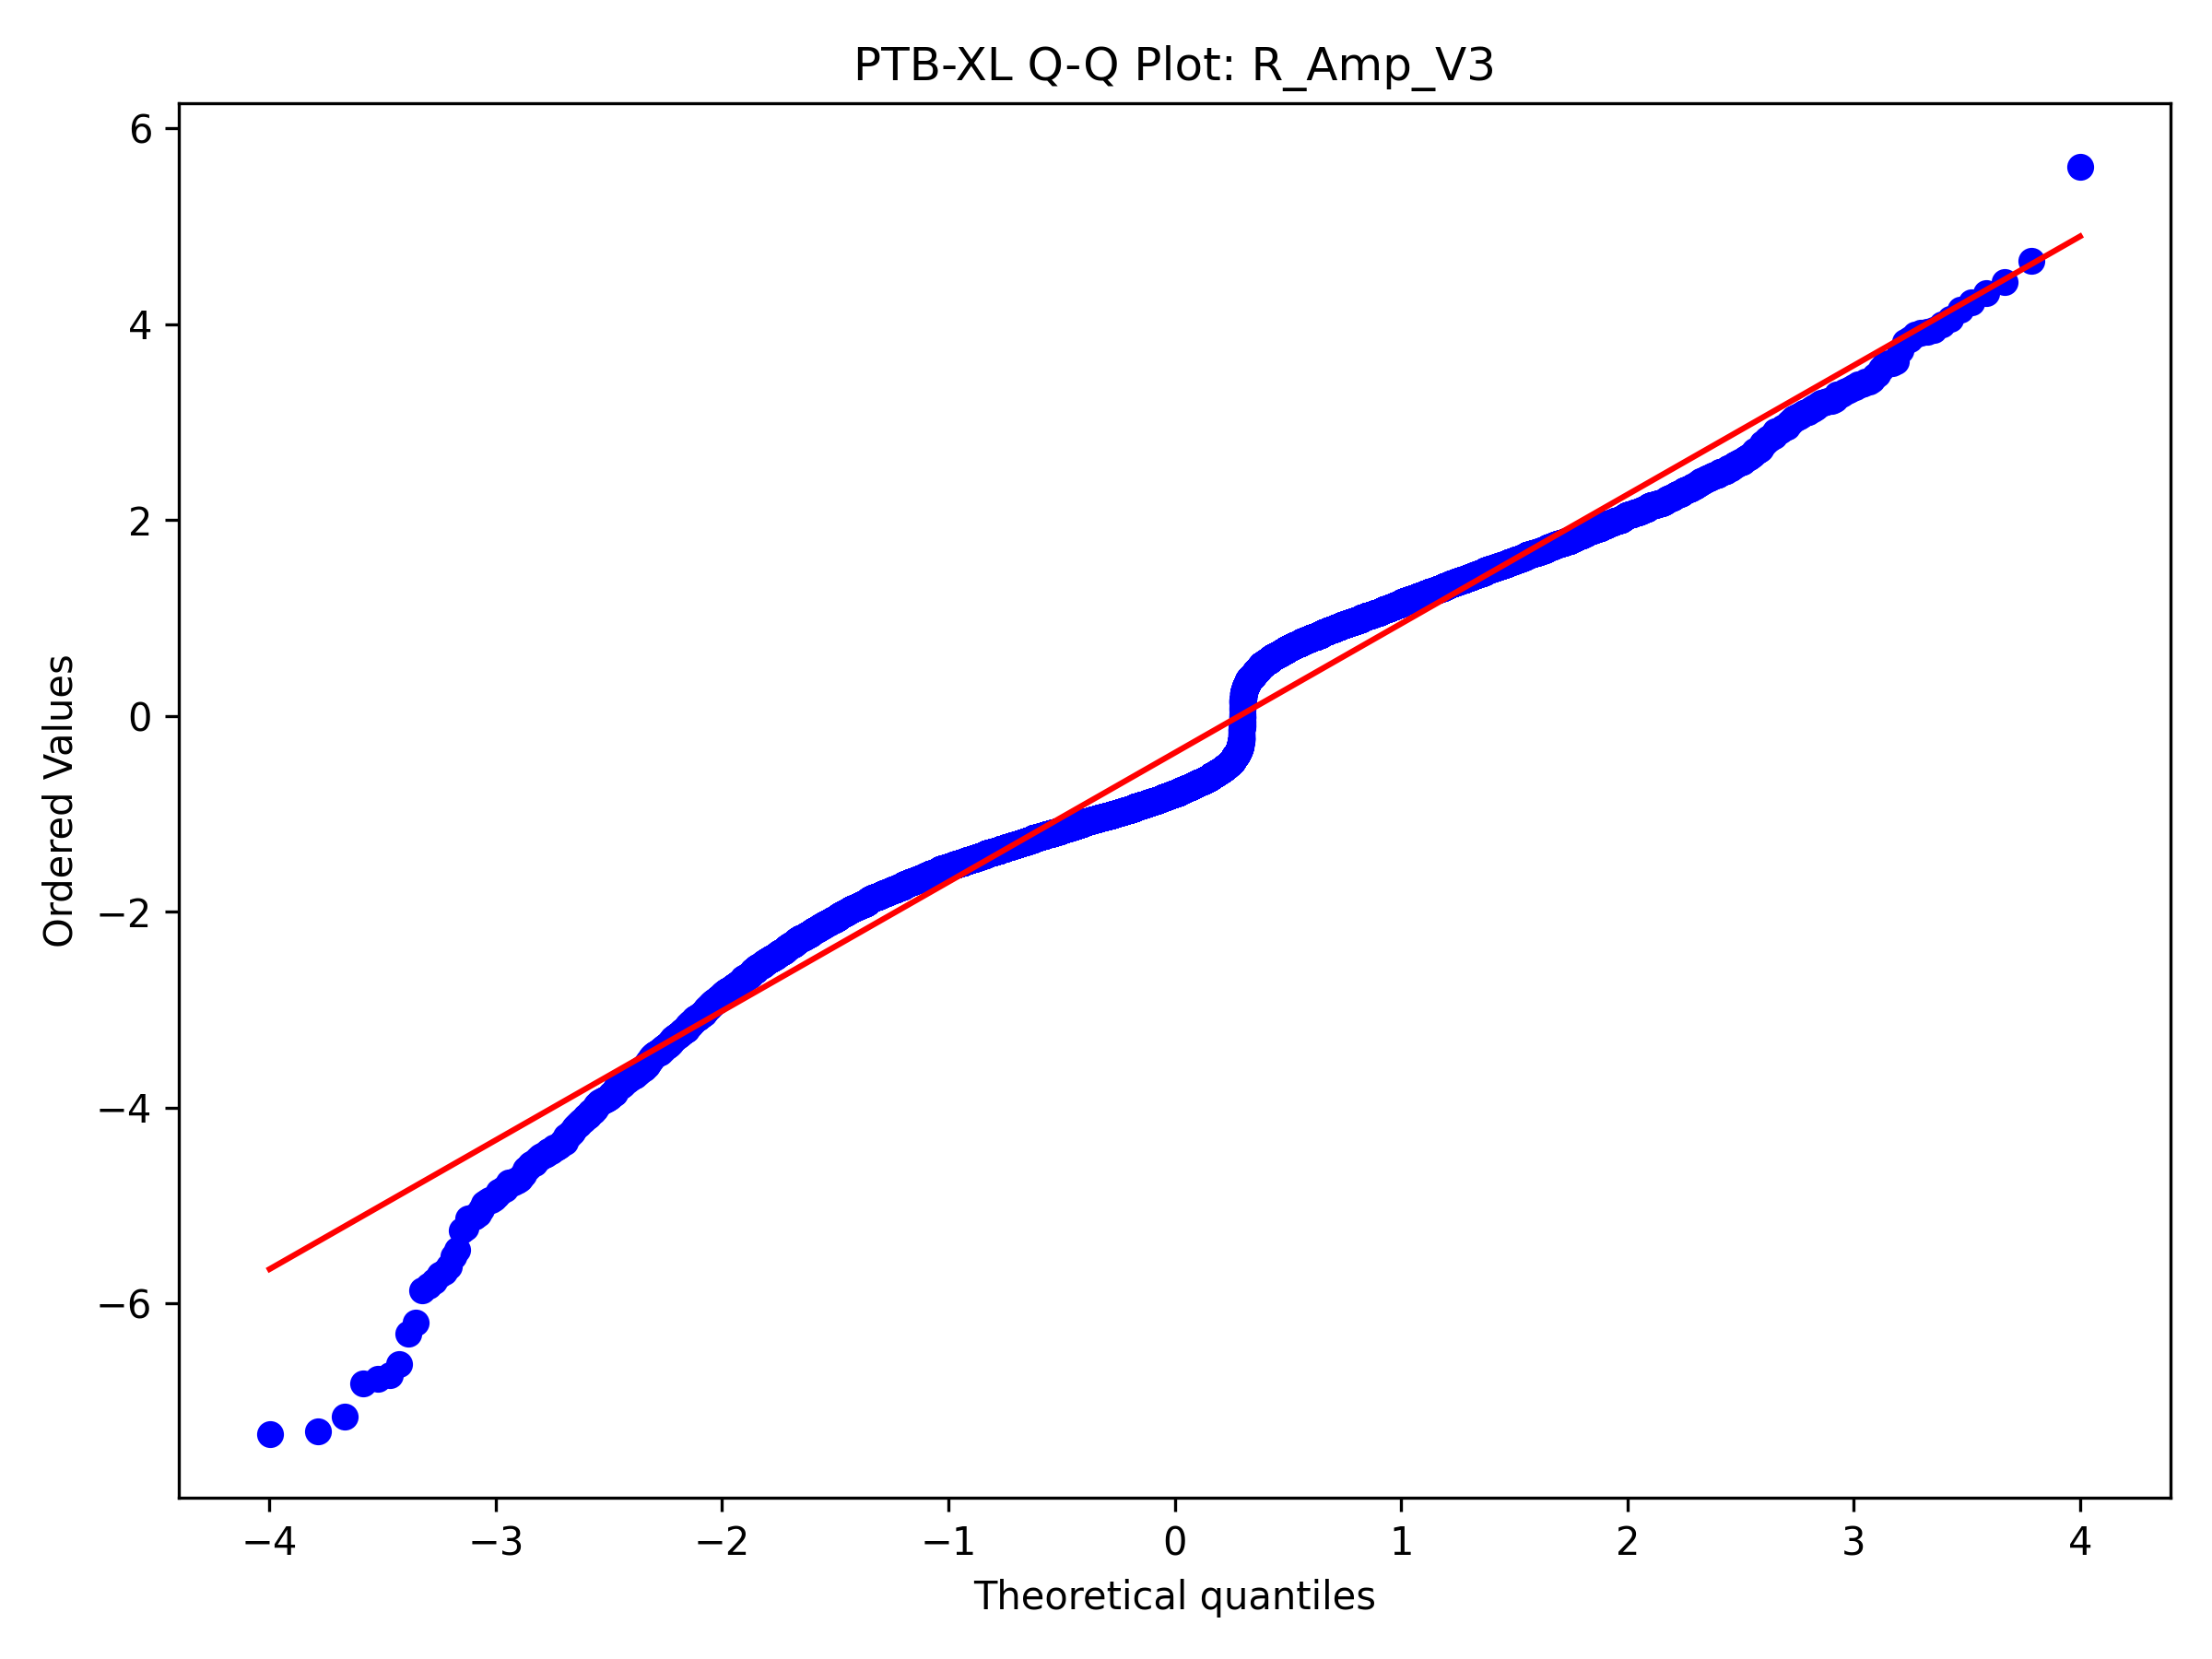 PTB-XL Q-Q Plot: R_Amp_V3
6
4
2
0
−2
−4
−6
Ordered Values
−4 −3 −2 −1 0 1 2 3 4
Theoretical quantiles